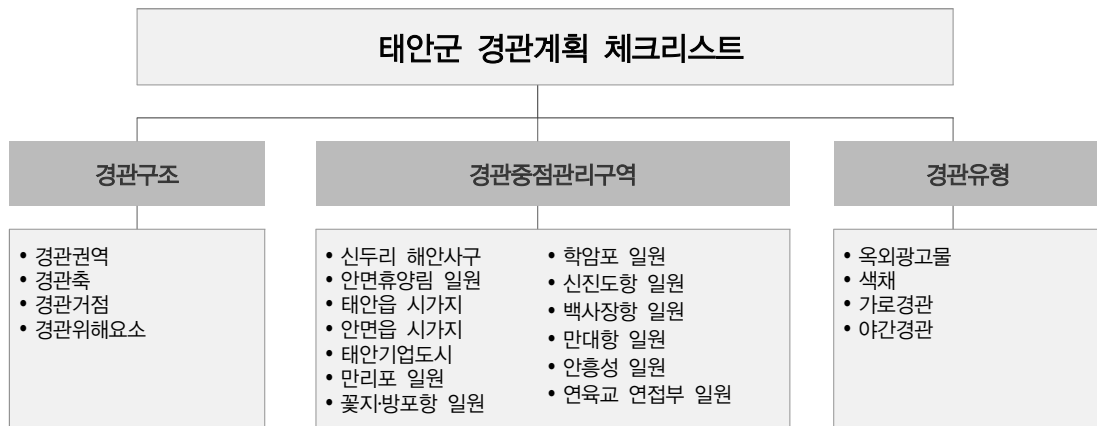 태안군 경관계획 체크리스트
경관구조
• 경관권역
• 경관축
• 경관거점
• 경관위해요소
경관중점관리구역
• 신두리 해안사구
• 안면휴양림 일원
• 태안읍 시가지
• 안면읍 시가지
• 태안기업도시
• 만리포 일원
• 꽃지·방포항 일원
• 학암포 일원
• 신진도항 일원
• 백사장항 일원
• 만대항 일원
• 안흥성 일원
• 연육교 연접부 일원
경관유형
• 옥외광고물
• 색채
• 가로경관
• 야간경관